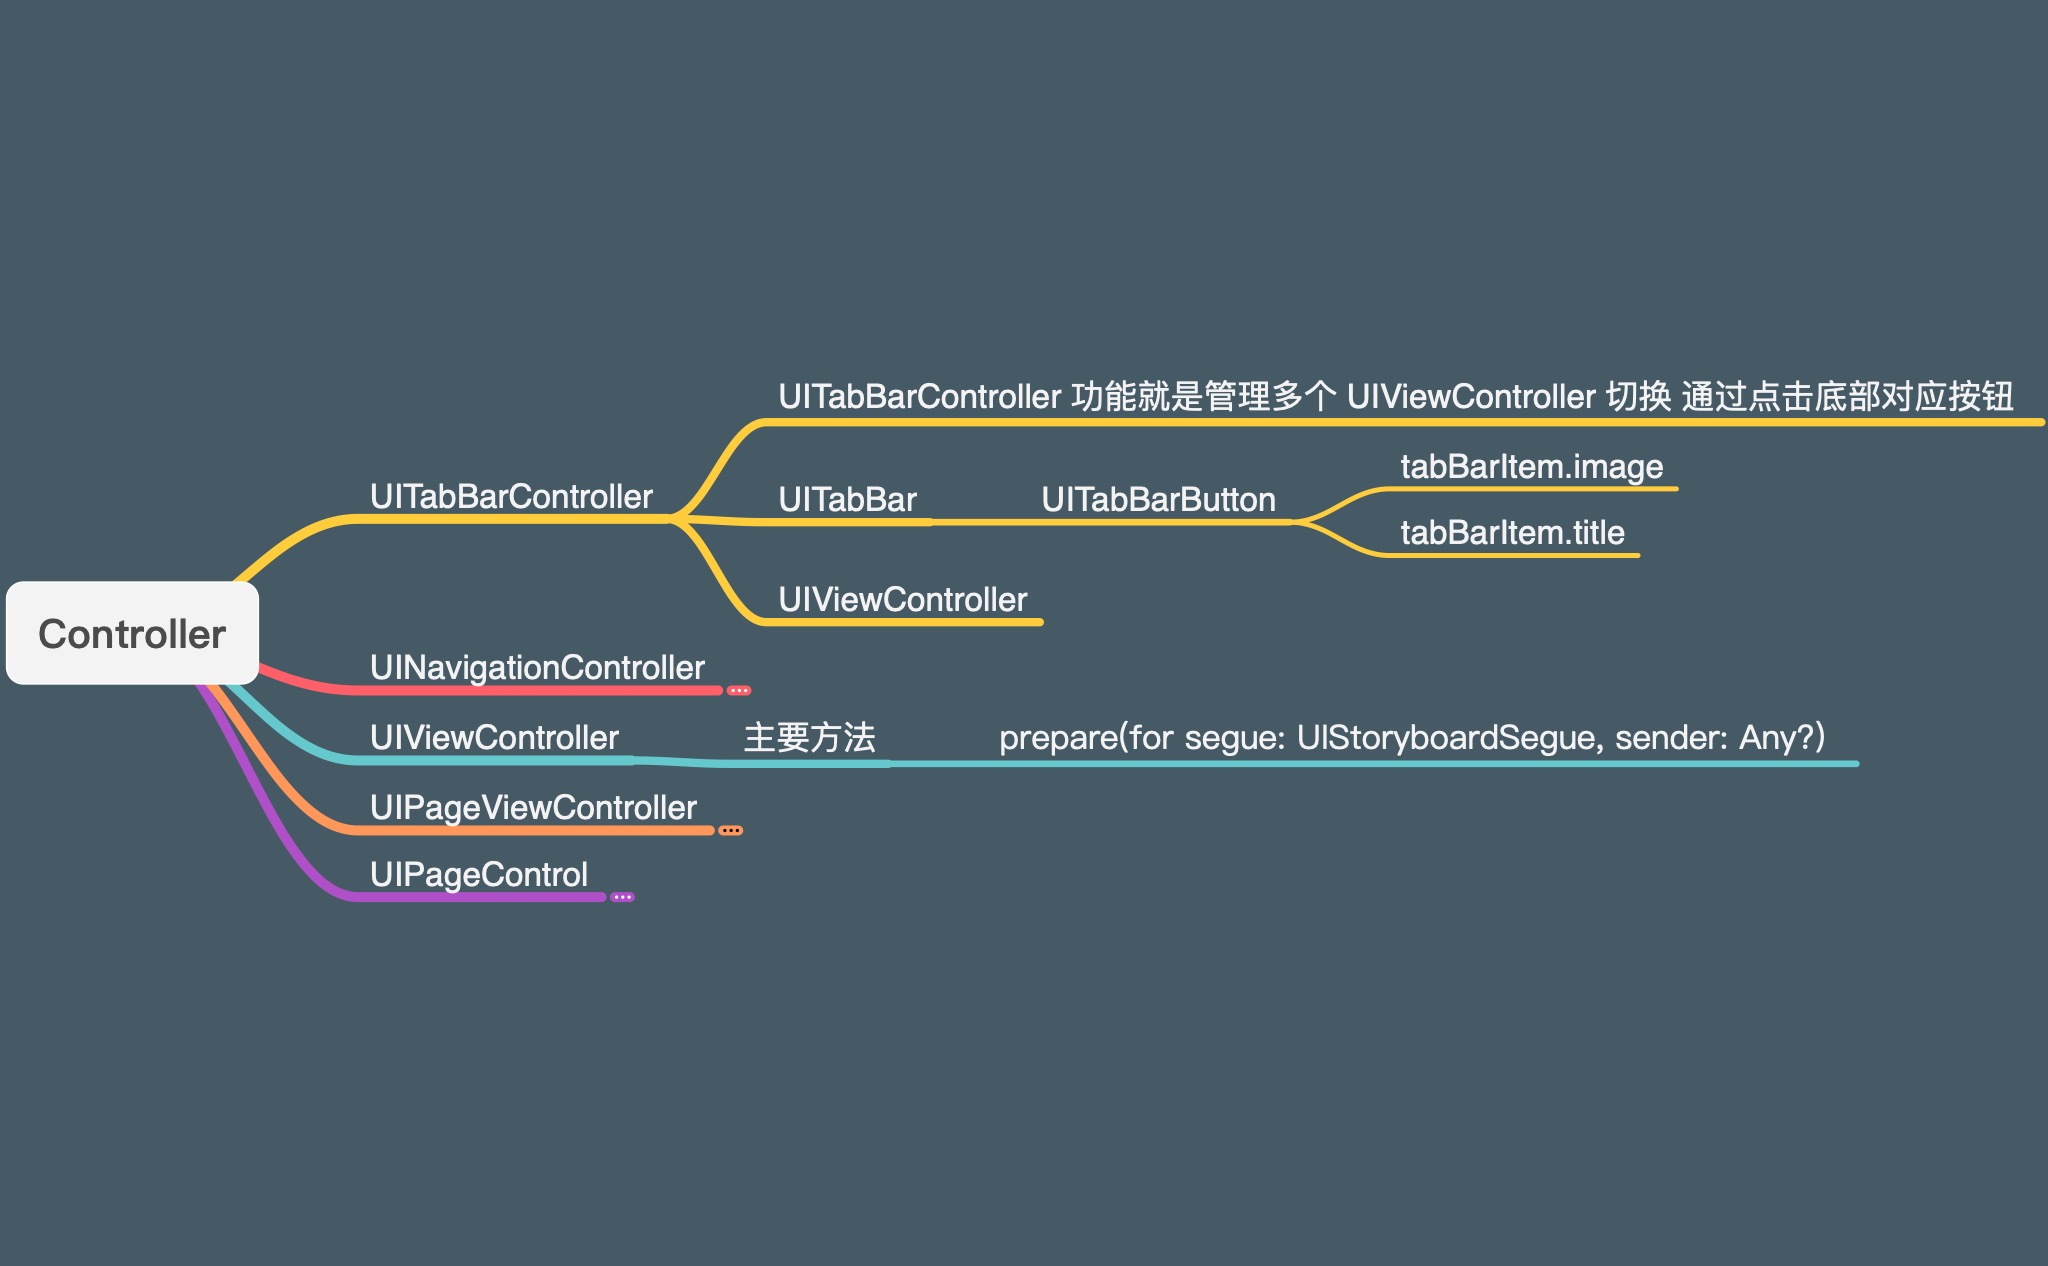 UITabBarController 功能就是管理多个 UIViewController 切换 通过点击底部对应按钮
tabBarItem.image
UITabBarController
UITabBar
UITabBarButton
tabBarItem.title
UIViewController
Controller
UINavigationController
UIViewController
主要方法
prepare(for segue: UIStoryboardSegue, sender: Any?)
UIPageViewController
UIPageControl